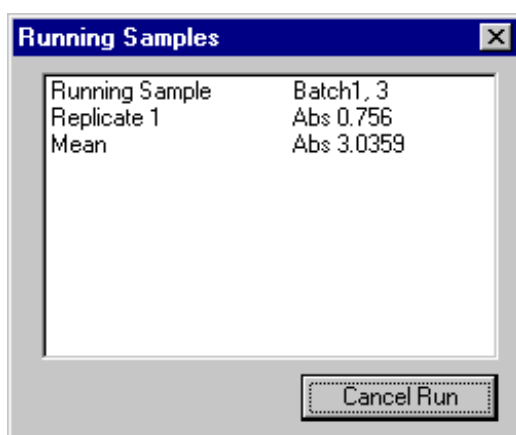 Running Samples
Running Sample Batch1, 3
Replicate 1 Abs 0.756
Mean Abs 3.0359
Cancel Run